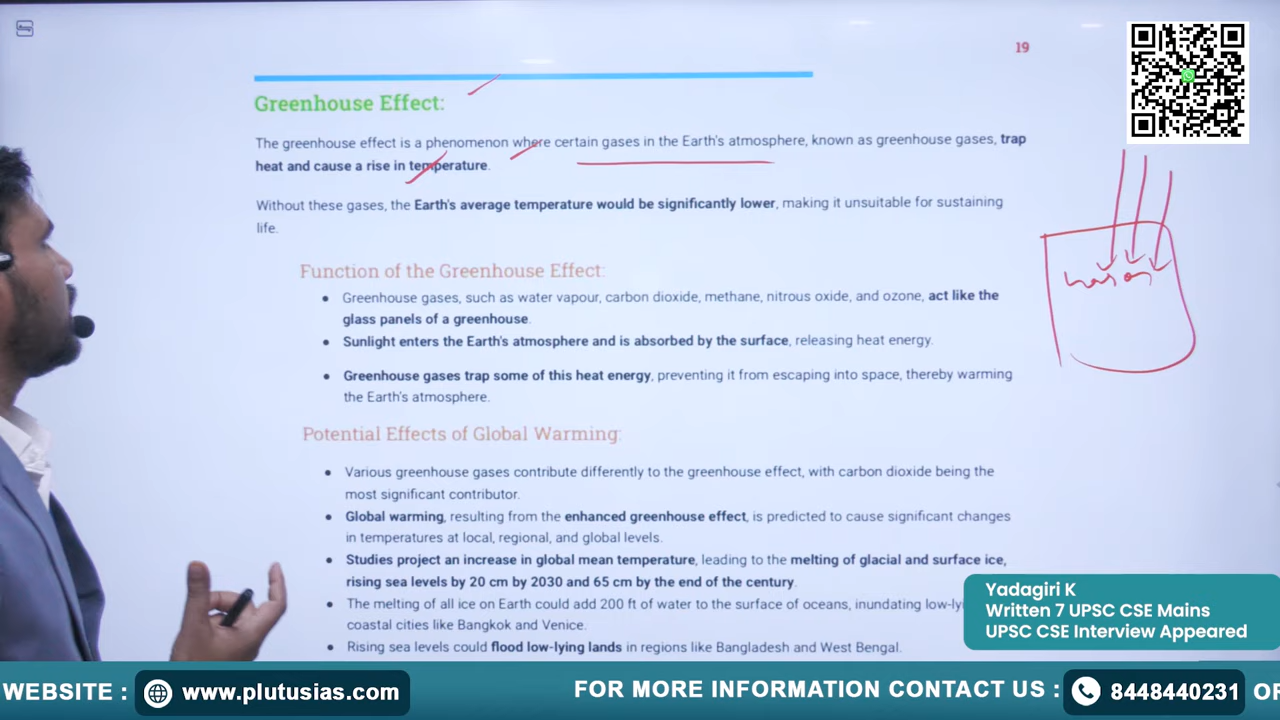 19
Greenhouse Effect:
The greenhouse effect is a phenomenon where certain gases in the Earth's atmosphere, known as greenhouse gases, trap
heat and cause a rise in temperature.
Without these gases, the Earth's average temperature would be significantly lower, making it unsuitable for sustaining
life.
Function of the Greenhouse Effect:
• Greenhouse gases, such as water vapour, carbon dioxide, methane, nitrous oxide, and ozone, act like the
glass panels of a greenhouse.
• Sunlight enters the Earth's atmosphere and is absorbed by the surface, releasing heat energy.
• Greenhouse gases trap some of this heat energy, preventing it from escaping into space, thereby warming
the Earth's atmosphere.
Potential Effects of Global Warming:
• Various greenhouse gases contribute differently to the greenhouse effect, with carbon dioxide being the
most significant contributor.
• Global warming, resulting from the enhanced greenhouse effect, is predicted to cause significant changes
in temperatures at local, regional, and global levels.
• Studies project an increase in global mean temperature, leading to the melting of glacial and surface ice,
rising sea levels by 20 cm by 2030 and 65 cm by the end of the century.
• The melting of all ice on Earth could add 200 ft of water to the surface of oceans, inundating
coastal cities like Bangkok and Venice.
• Rising sea levels could flood low-lying lands in regions like Bangladesh and West Bengal.
Yadagiri K
Written 7 UPSC CSE Mains
UPSC CSE Interview Appeared
WEBSITE : www.plutusias.com
FOR MORE INFORMATION CONTACT US : 8448440231